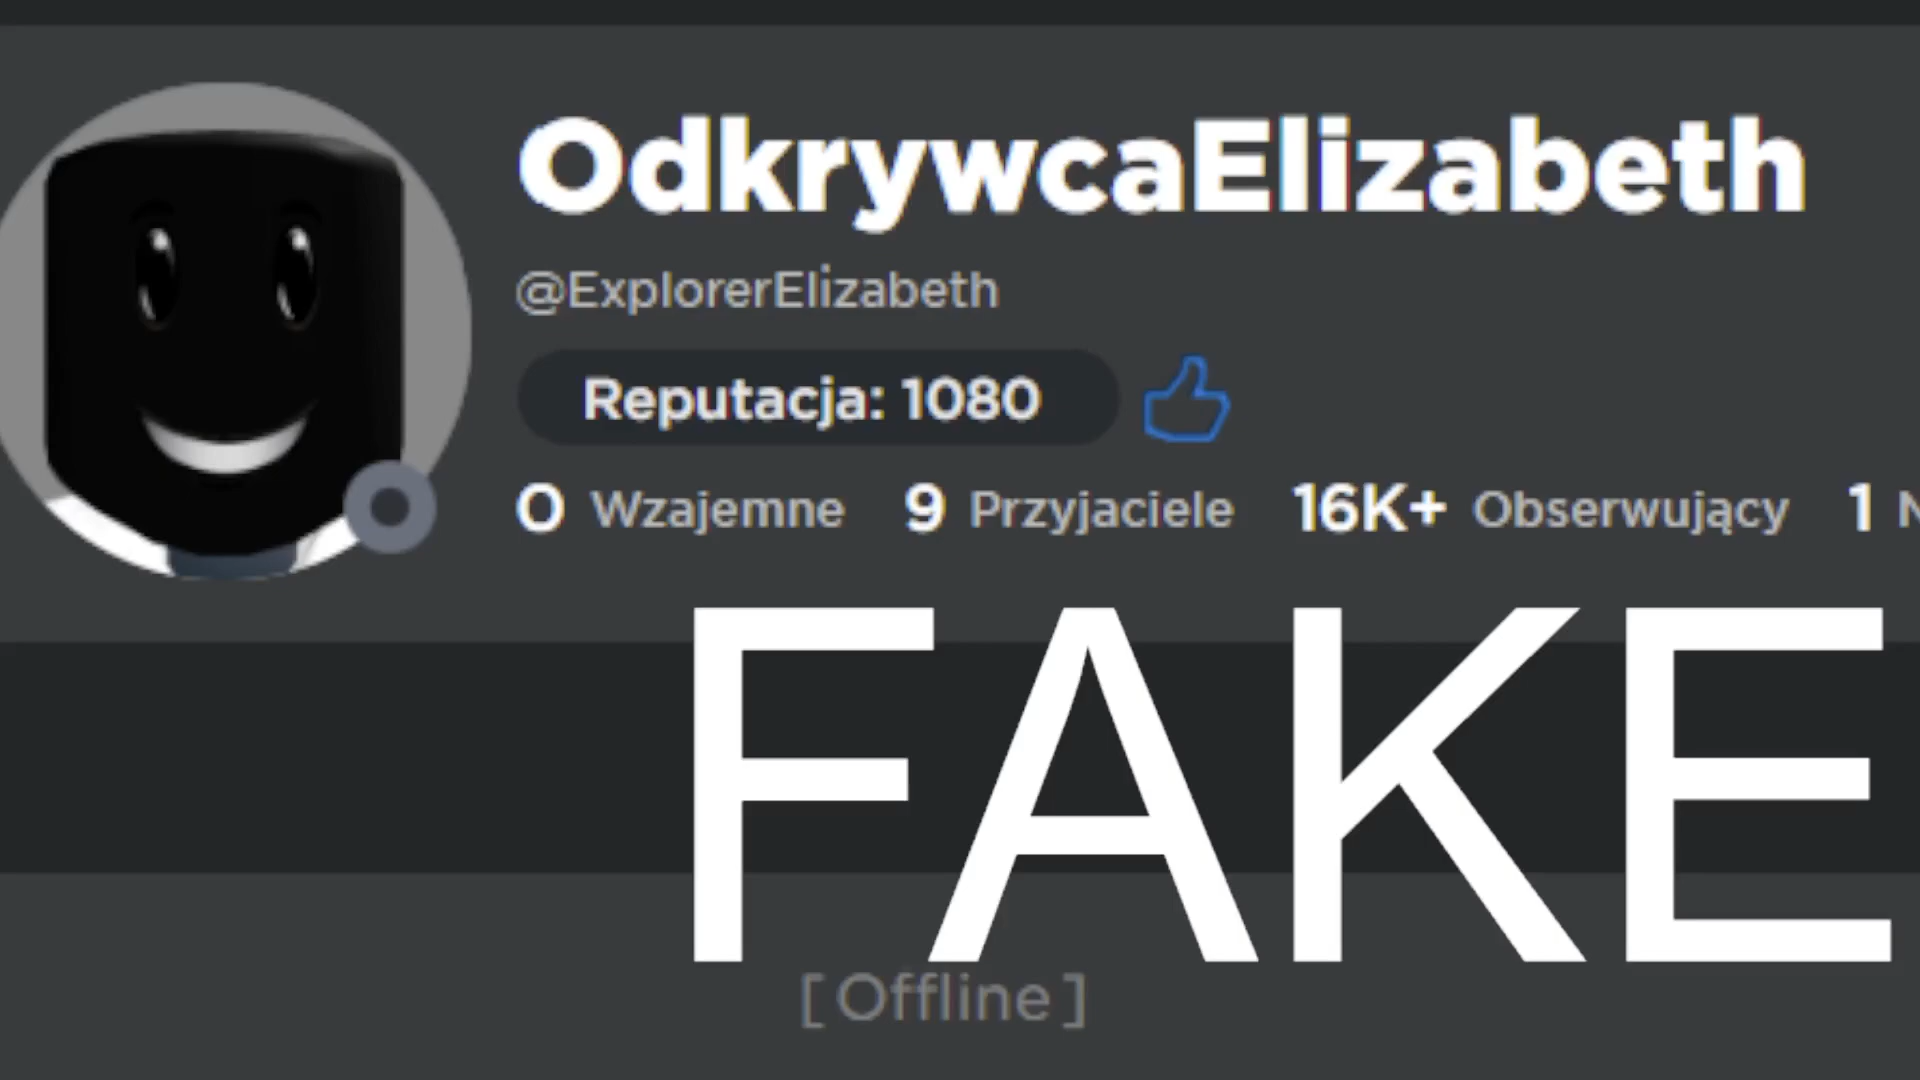 OdkrywcaElizabeth
@ExplorerElizabeth
Reputacja: 1080
0 Wzajemne 9 Przyjaciele 16K+ Obserwujący 1
FAKE
[ Offline ]